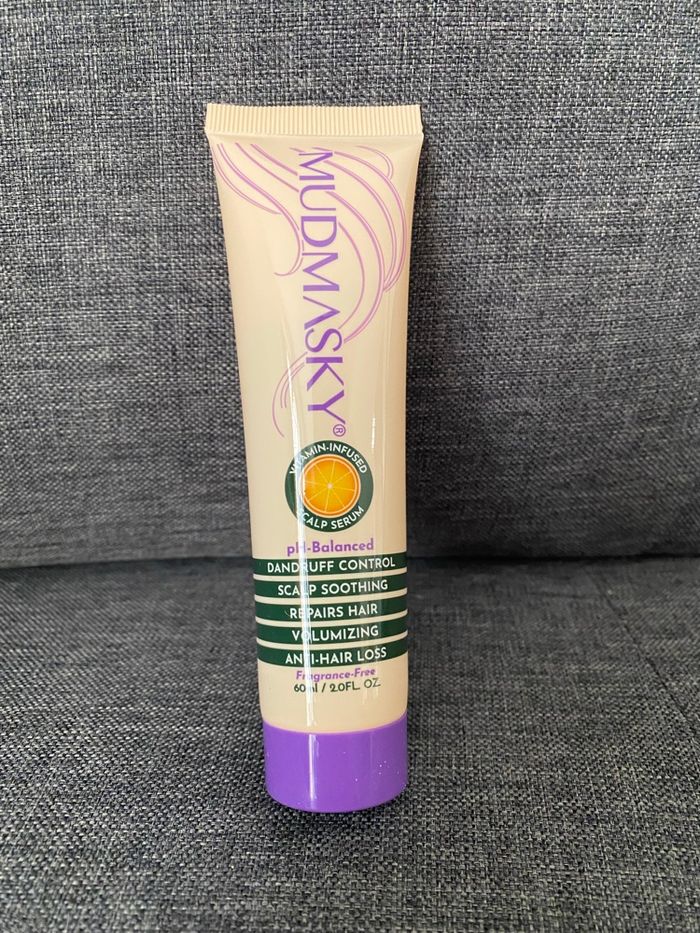 MUDMASKY®
VITAMIN-INFUSED
SCALP SERUM
pH-Balanced
DANDRUFF CONTROL
SCALP SOOTHING
REPAIRS HAIR
VOLUMIZING
ANTI-HAIR LOSS
Fragrance-Free
60ml / 2.0FL. OZ.